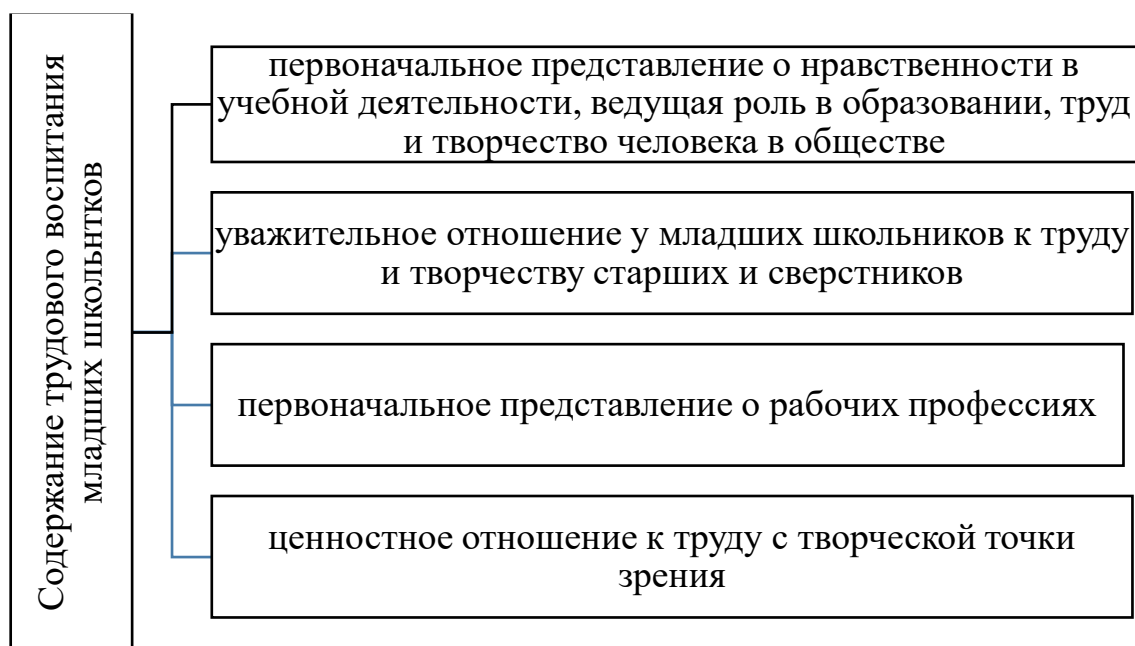 Содержание трудового воспитания
младших школьнтков
первоначальное представление о нравственности в
учебной деятельности, ведущая роль в образовании, труд
и творчество человека в обществе
уважительное отношение у младших школьников к труду
и творчеству старших и сверстников
первоначальное представление о рабочих профессиях
ценностное отношение к труду с творческой точки
зрения